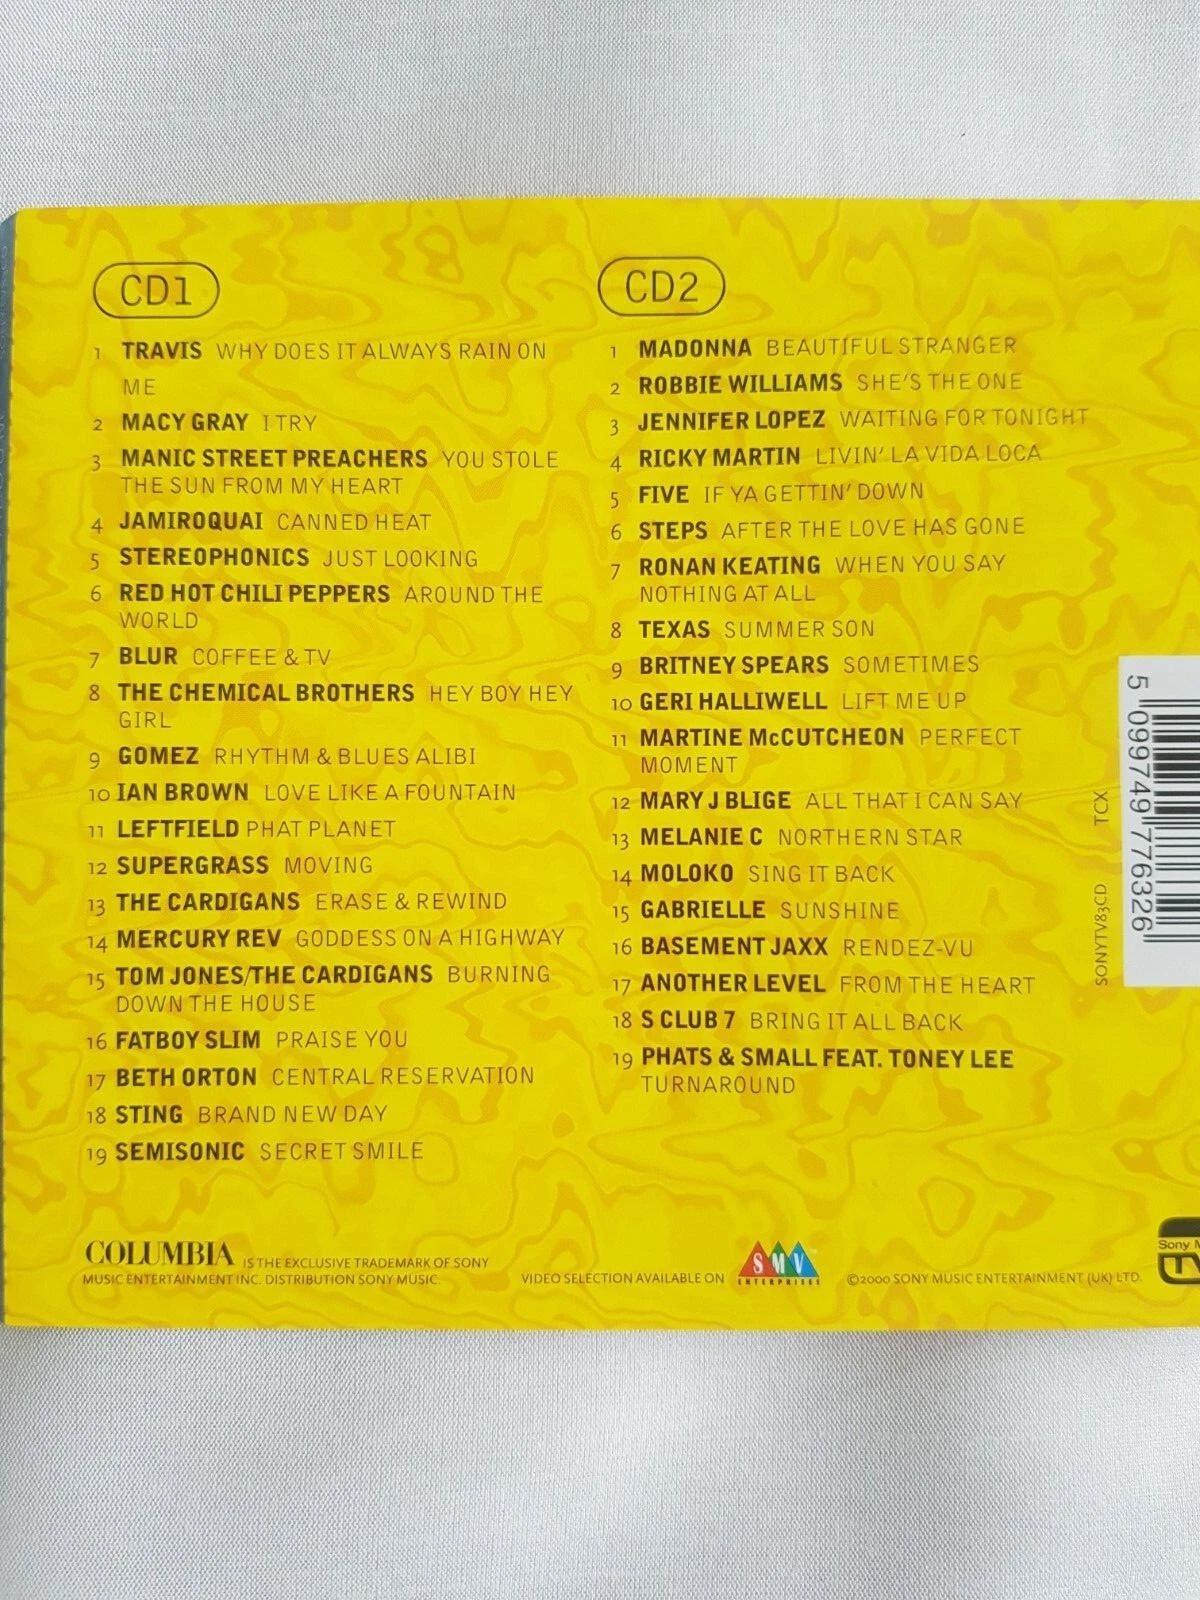 CD1
1 TRAVIS WHY DOES IT ALWAYS RAIN ON
ME
2 MACY GRAY I TRY
3 MANIC STREET PREACHERS YOU STOLE
THE SUN FROM MY HEART
4 JAMIROQUAI CANNED HEAT
5 STEREOPHONICS JUST LOOKING
6 RED HOT CHILI PEPPERS AROUND THE
WORLD
7 BLUR COFFEE & TV
8 THE CHEMICAL BROTHERS HEY BOY HEY
GIRL
9 GOMEZ RHYTHM & BLUES ALIBI
10 IAN BROWN LOVE LIKE A FOUNTAIN
11 LEFTFIELD PHAT PLANET
12 SUPERGRASS MOVING
13 THE CARDIGANS ERASE & REWIND
14 MERCURY REV GODDESS ON A HIGHWAY
15 TOM JONES/THE CARDIGANS BURNING
DOWN THE HOUSE
16 FATBOY SLIM PRAISE YOU
17 BETH ORTON CENTRAL RESERVATION
18 STING BRAND NEW DAY
19 SEMISONIC SECRET SMILE
CD2
1 MADONNA BEAUTIFUL STRANGER
2 ROBBIE WILLIAMS SHE'S THE ONE
3 JENNIFER LOPEZ WAITING FOR TONIGHT
4 RICKY MARTIN LIVIN' LA VIDA LOCA
5 FIVE IF YA GETTIN' DOWN
6 STEPS AFTER THE LOVE HAS GONE
7 RONAN KEATING WHEN YOU SAY
NOTHING AT ALL
8 TEXAS SUMMER SON
9 BRITNEY SPEARS SOMETIMES
10 GERI HALLIWELL LIFT ME UP
11 MARTINE McCUTCHEON PERFECT
MOMENT
12 MARY J BLIGE ALL THAT I CAN SAY
13 MELANIE C NORTHERN STAR
14 MOLOKO SING IT BACK
15 GABRIELLE SUNSHINE
16 BASEMENT JAXX RENDEZ-VU
17 ANOTHER LEVEL FROM THE HEART
18 S CLUB 7 BRING IT ALL BACK
19 PHATS & SMALL FEAT. TONEY LEE
TURNAROUND
5 099749 776326
SONYTV83CD TCX
COLUMBIA IS THE EXCLUSIVE TRADEMARK OF SONY
MUSIC ENTERTAINMENT INC. DISTRIBUTION SONY MUSIC.
VIDEO SELECTION AVAILABLE ON
SMV
ENTERPRISES
©2000 SONY MUSIC ENTERTAINMENT (UK) LTD.
Sony M
TV